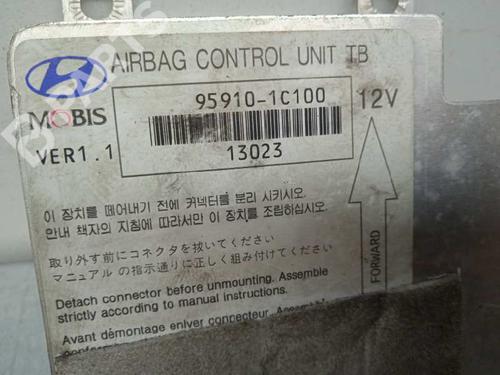 AIRBAG CONTROL UNIT TB
MOBIS
95910-1C100
12V
VER1.1
13023
이 장치를 떼어내기 전에 커넥터를 분리 시키시오.
안내 책자의 지침에 따라서만 이 장치를 조립하십시오.
取り外す前にコネクタを抜いてください
マニュアル の指示通りに正しく組み付けてください
FORWARD
Detach connector before unmounting. Assemble
strictly according to manual instructions.
Avant démontage enlver connecteur.